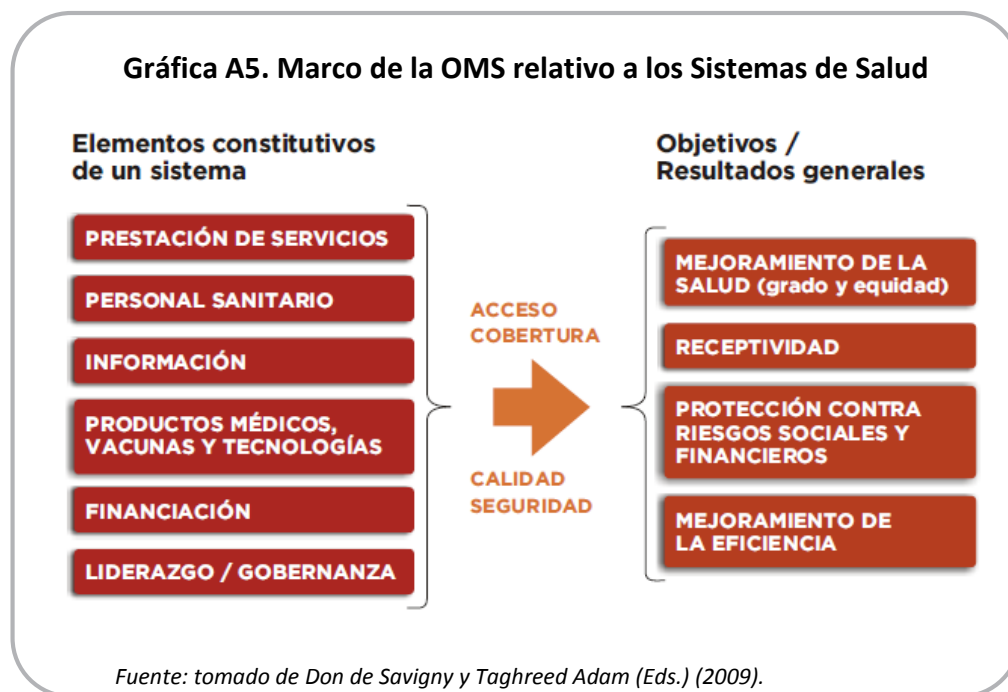 Gráfica A5. Marco de la OMS relativo a los Sistemas de Salud
Elementos constitutivos
de un sistema
PRESTACIÓN DE SERVICIOS
PERSONAL SANITARIO
INFORMACIÓN
PRODUCTOS MÉDICOS,
VACUNAS Y TECNOLOGÍAS
FINANCIACIÓN
LIDERAZGO / GOBERNANZA
ACCESO
COBERTURA
CALIDAD
SEGURIDAD
Objetivos /
Resultados generales
MEJORAMIENTO DE LA
SALUD (grado y equidad)
RECEPTIVIDAD
PROTECCIÓN CONTRA
RIESGOS SOCIALES Y
FINANCIEROS
MEJORAMIENTO DE
LA EFICIENCIA
Fuente: tomado de Don de Savigny y Taghreed Adam (Eds.) (2009).